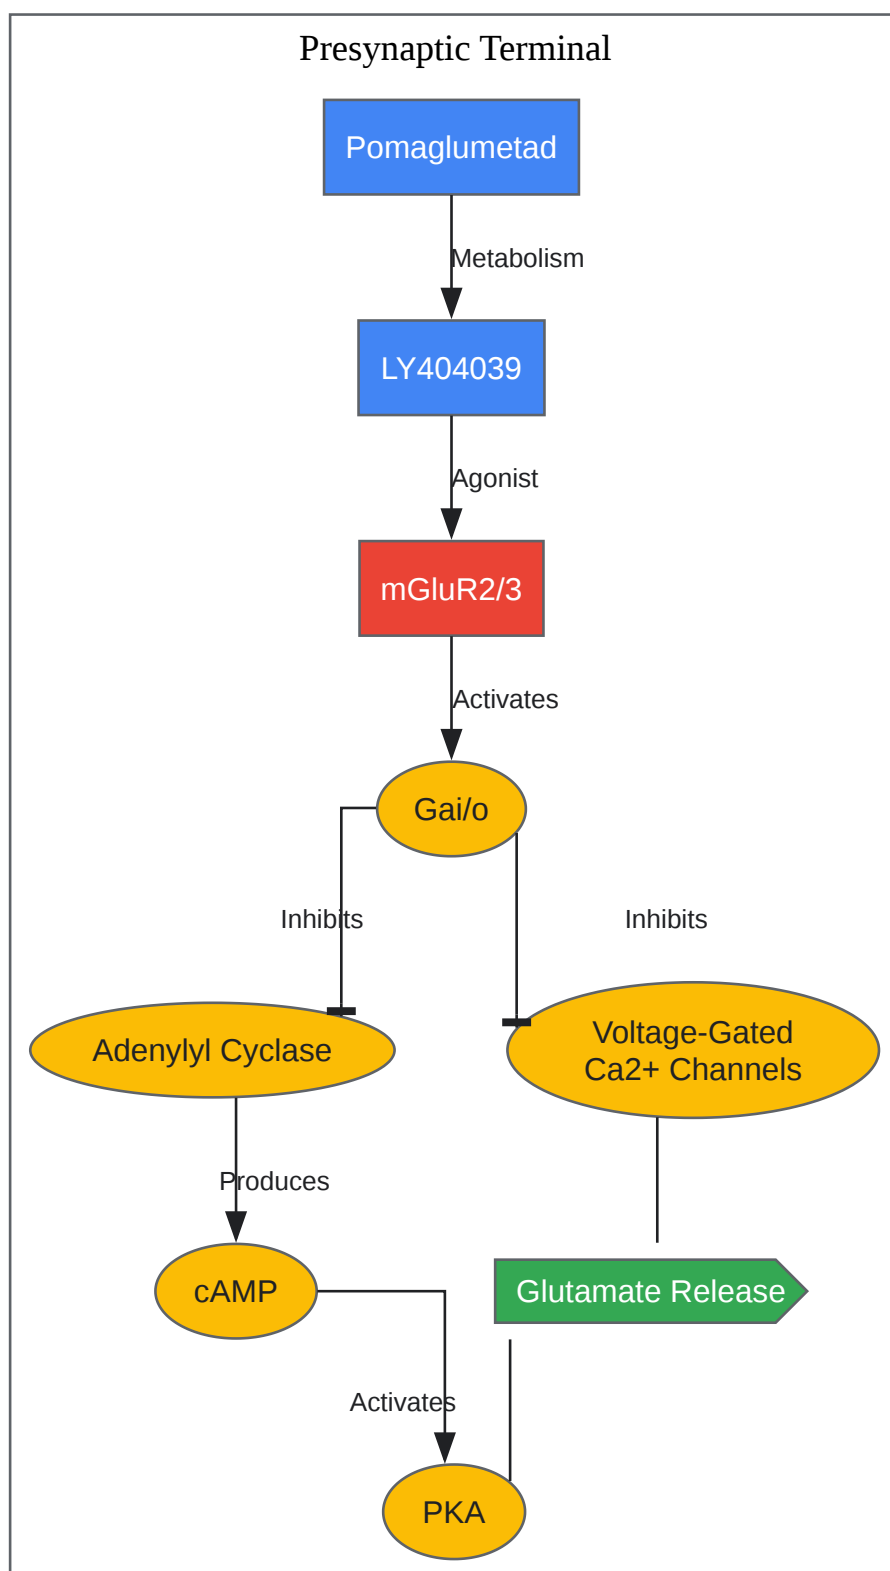 Presynaptic Terminal
Pomaglumetad
Metabolism
LY404039
Agonist
mGluR2/3
Activates
Gai/o
Inhibits
Inhibits
Adenylyl Cyclase
Voltage-Gated
Ca2+ Channels
Produces
cAMP
Glutamate Release
Activates
PKA